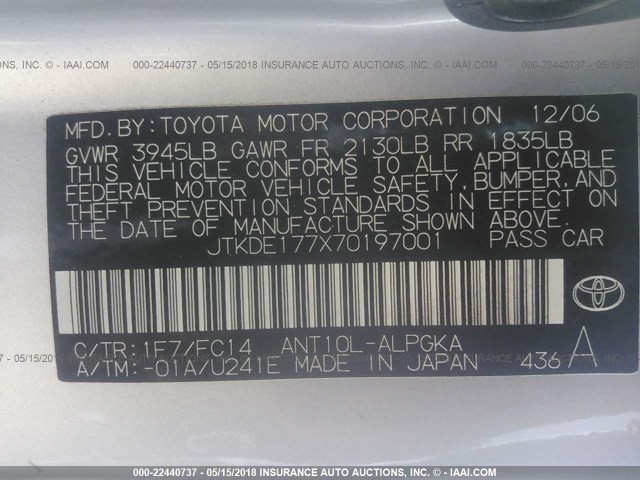 000-22440737 - 05/15/2018 INSURANCE AUTO AUCTIONS, INC. - © IAAI.COM
MFD.BY:TOYOTA MOTOR CORPORATION 12/06
GVWR 3945LB GAWR FR 2130LB RR 1835LB
THIS VEHICLE CONFORMS TO ALL APPLICABLE
FEDERAL MOTOR VEHICLE SAFETY,BUMPER,AND
THEFT PREVENTION STANDARDS IN EFFECT ON
THE DATE OF MANUFACTURE SHOWN ABOVE.
JTKDE177X70197001 PASS CAR
C/TR:1F7/FC14 ANT10L-ALPGKA
A/TM:-01A/U241E MADE IN JAPAN 436 A
TOYOTA
000-22440737 - 05/15/2018 INSURANCE AUTO AUCTIONS, INC. - © IAAI.COM
000-22440737 - 05/15/2018 INSURANCE AUTO AUCTIONS, INC. - © IAAI.COM